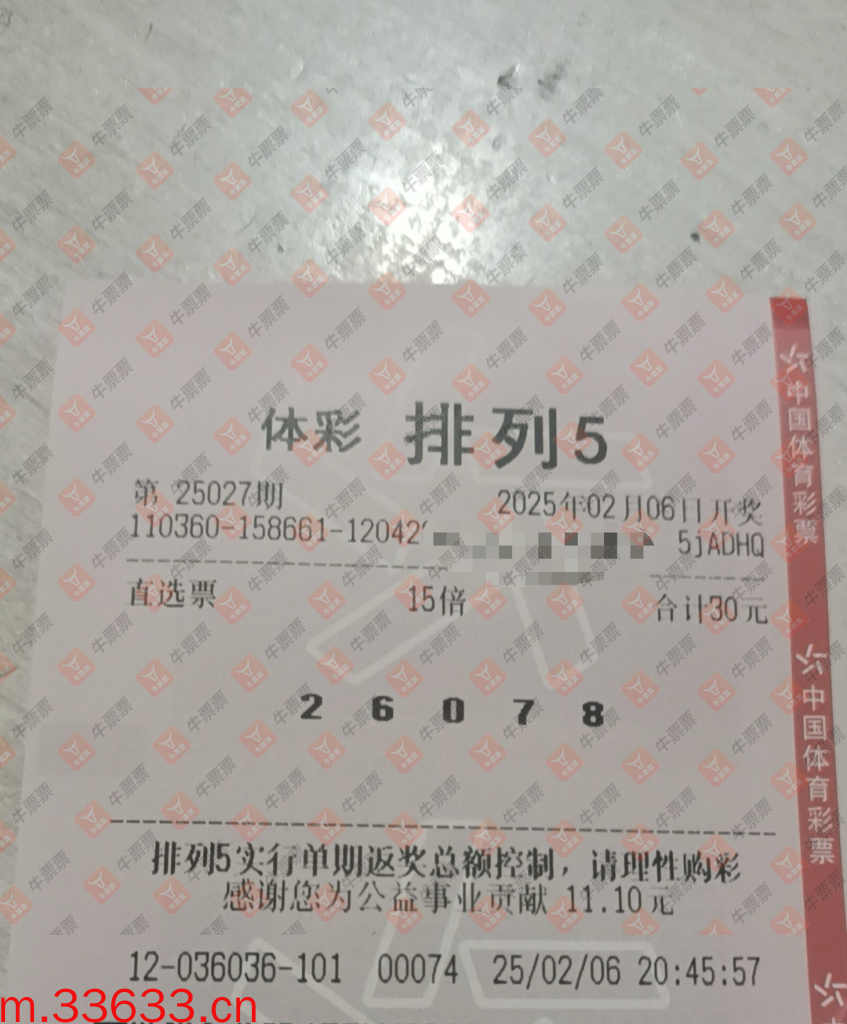 体彩 排列5
第 25027期 2025年02月06日开奖
110360-158661-12042 5jADHQ
直选票 15倍 合计30元
2 6 0 7 8
排列5实行单期返奖总额控制，请理性购彩
感谢您为公益事业贡献 11.10元
12-036036-101 00074 25/02/06 20:45:57
中国体育彩票
中国体育彩票
牛票票
m.33633.cn